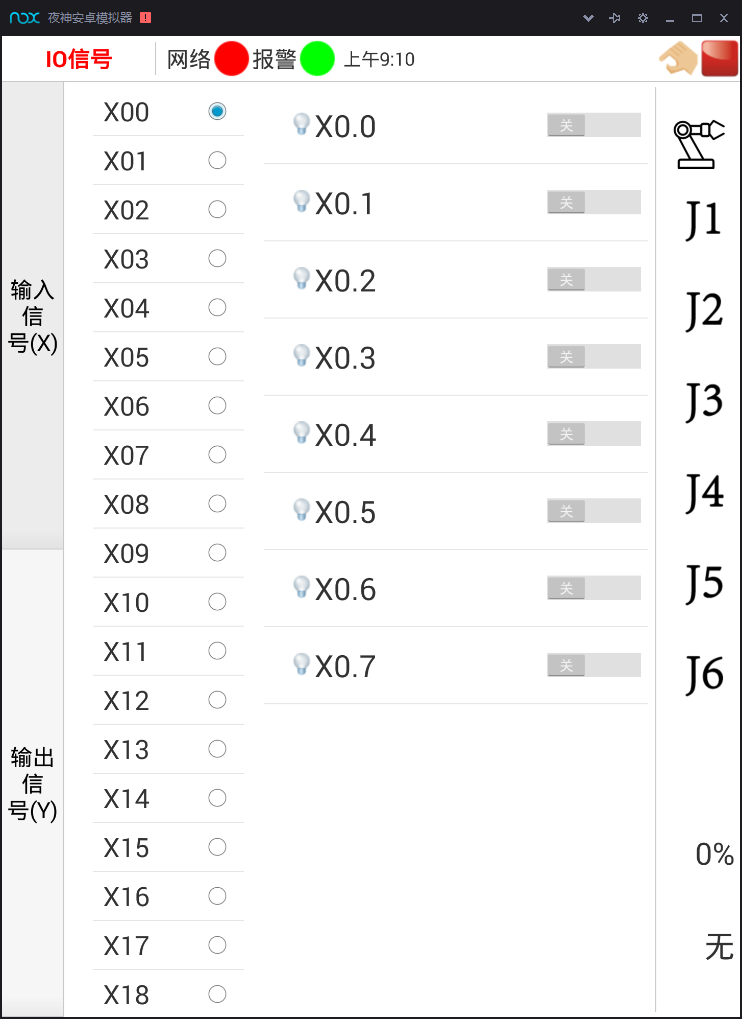 nox 夜神安卓模拟器
IO信号 网络 报警 上午9:10
输入
信
号(X)
输出
信
号(Y)
X00
X01
X02
X03
X04
X05
X06
X07
X08
X09
X10
X11
X12
X13
X14
X15
X16
X17
X18
X0.0 关
X0.1 关
X0.2 关
X0.3 关
X0.4 关
X0.5 关
X0.6 关
X0.7 关
J1
J2
J3
J4
J5
J6
0%
无